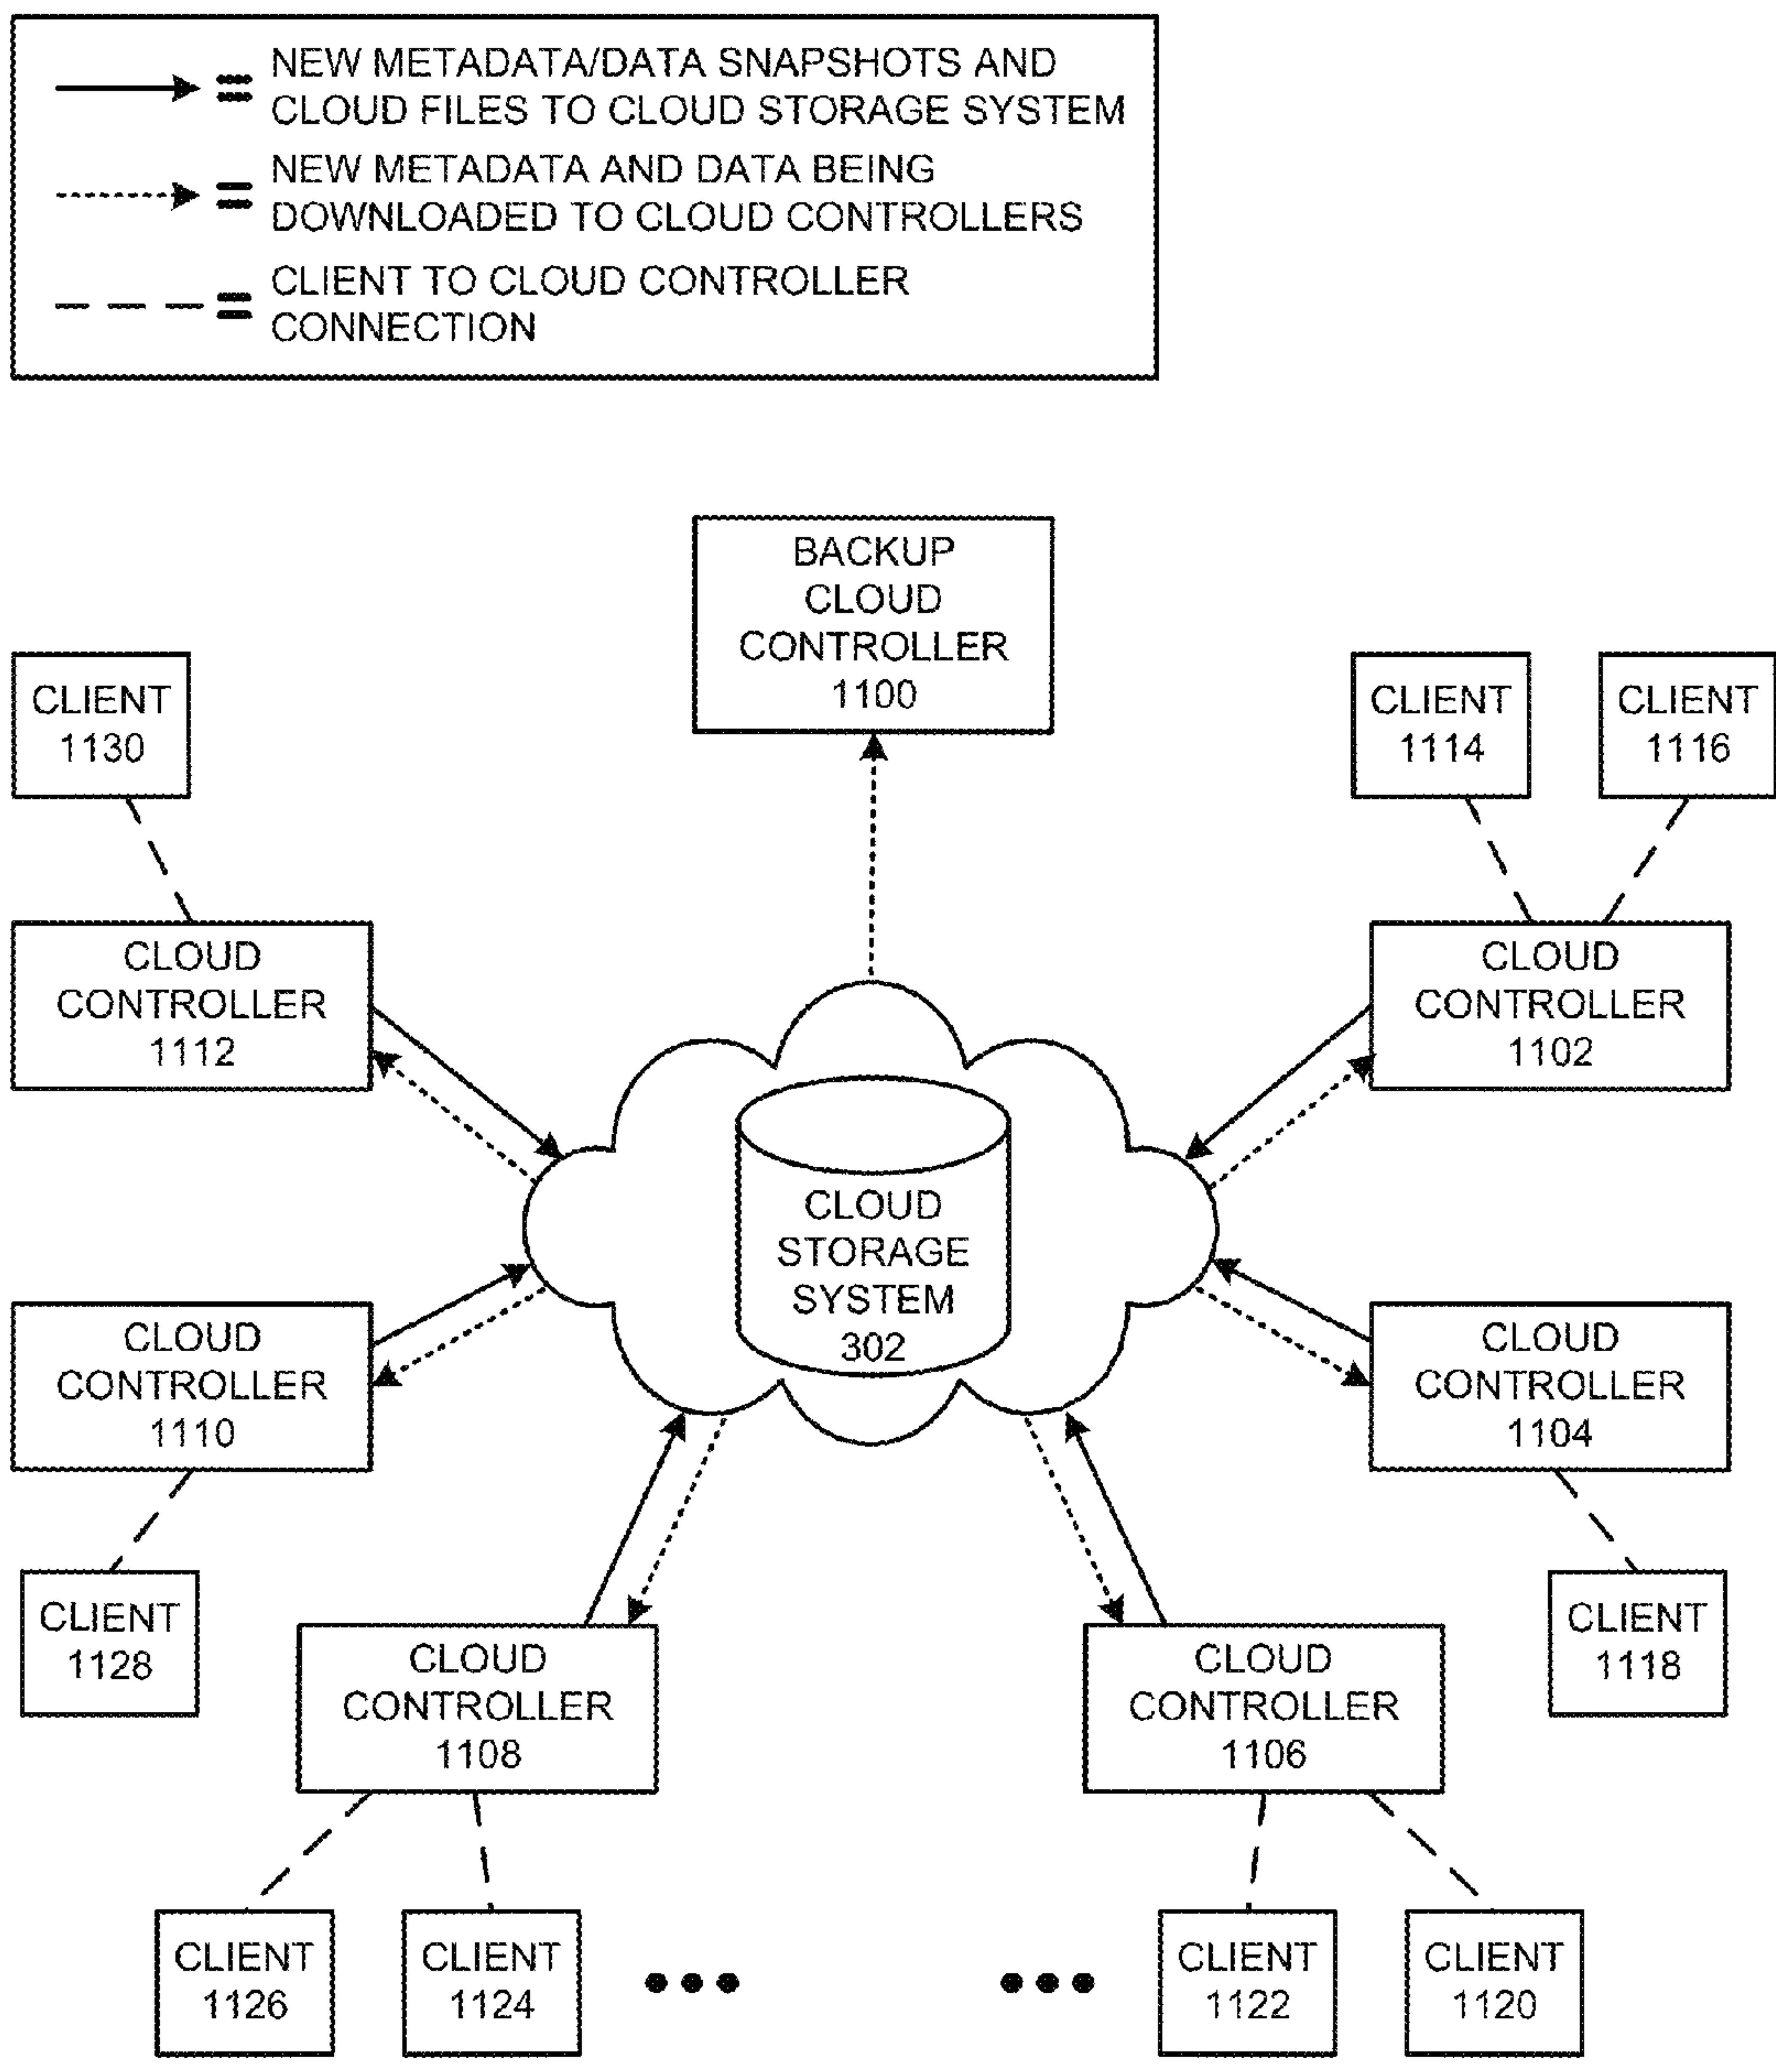 NEW METADATA/DATA SNAPSHOTS AND
CLOUD FILES TO CLOUD STORAGE SYSTEM
NEW METADATA AND DATA BEING
DOWNLOADED TO CLOUD CONTROLLERS
CLIENT TO CLOUD CONTROLLER
CONNECTION
BACKUP
CLOUD
CONTROLLER
1100
CLIENT
1130
CLIENT
1114
CLIENT
1116
CLOUD
CONTROLLER
1112
CLOUD
CONTROLLER
1102
CLOUD
STORAGE
SYSTEM
302
CLOUD
CONTROLLER
1110
CLOUD
CONTROLLER
1104
CLIENT
1128
CLIENT
1118
CLOUD
CONTROLLER
1108
CLOUD
CONTROLLER
1106
CLIENT
1126
CLIENT
1124
CLIENT
1122
CLIENT
1120